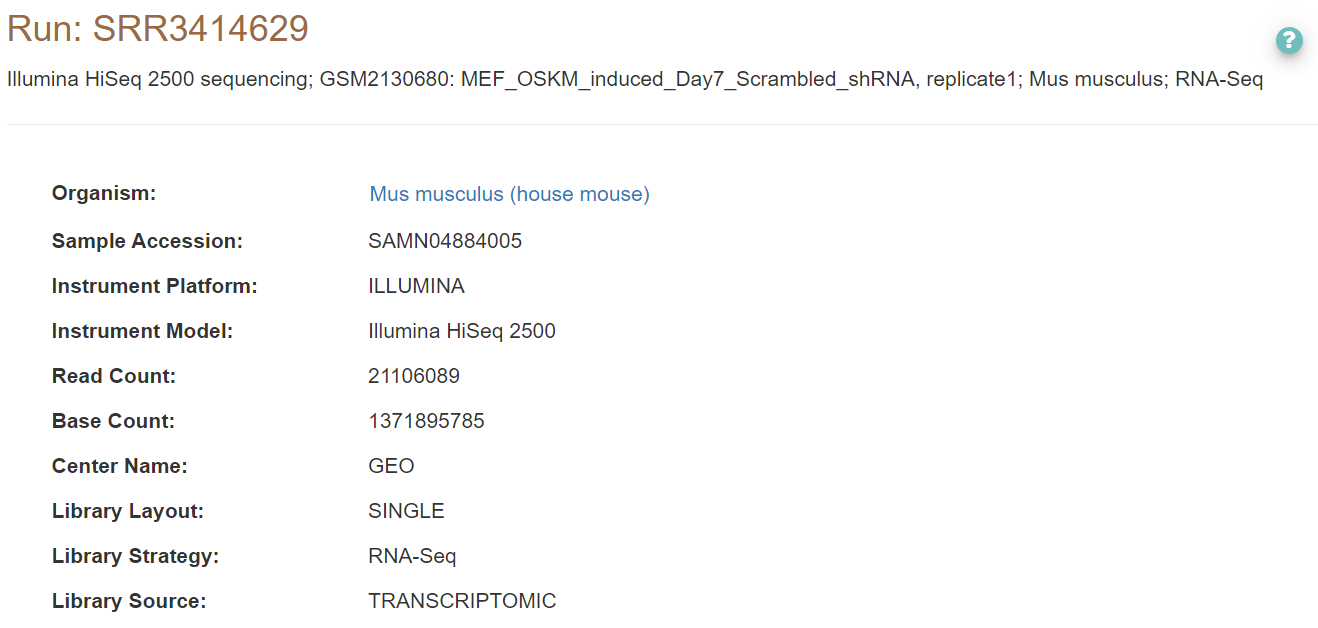 Run: SRR3414629
?
Illumina HiSeq 2500 sequencing; GSM2130680: MEF_OSKM_induced_Day7_Scrambled_shRNA, replicate1; Mus musculus; RNA-Seq
Organism: Mus musculus (house mouse)
Sample Accession: SAMN04884005
Instrument Platform: ILLUMINA
Instrument Model: Illumina HiSeq 2500
Read Count: 21106089
Base Count: 1371895785
Center Name: GEO
Library Layout: SINGLE
Library Strategy: RNA-Seq
Library Source: TRANSCRIPTOMIC